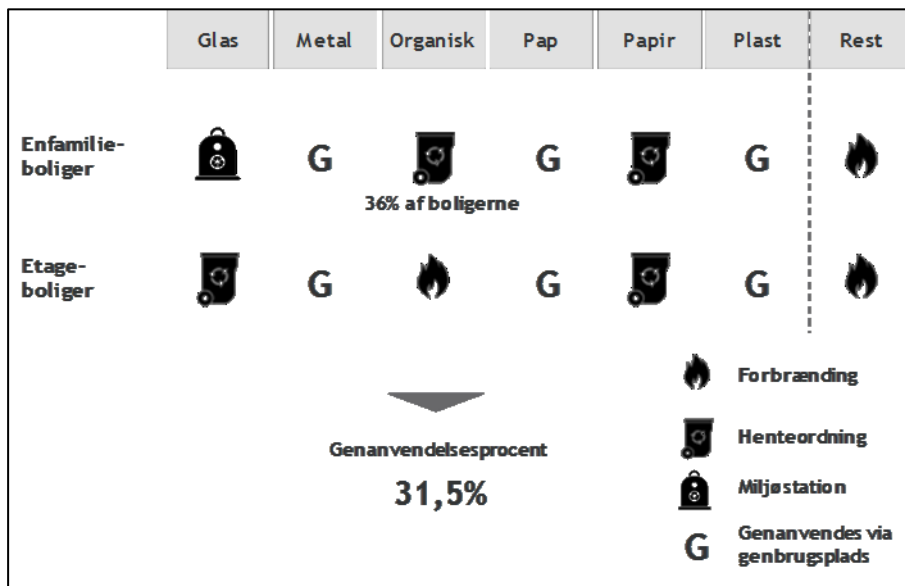 Glas Metal Organisk Pap Papir Plast Rest
Enfamilie-
boliger
G G G
36% af boligerne
Etage-
boliger
G G G
Forbrænding
Henteordning
Genanvendelsesprocent
31,5%
Miljøstation
G Genanvendes via
genbrugsplads